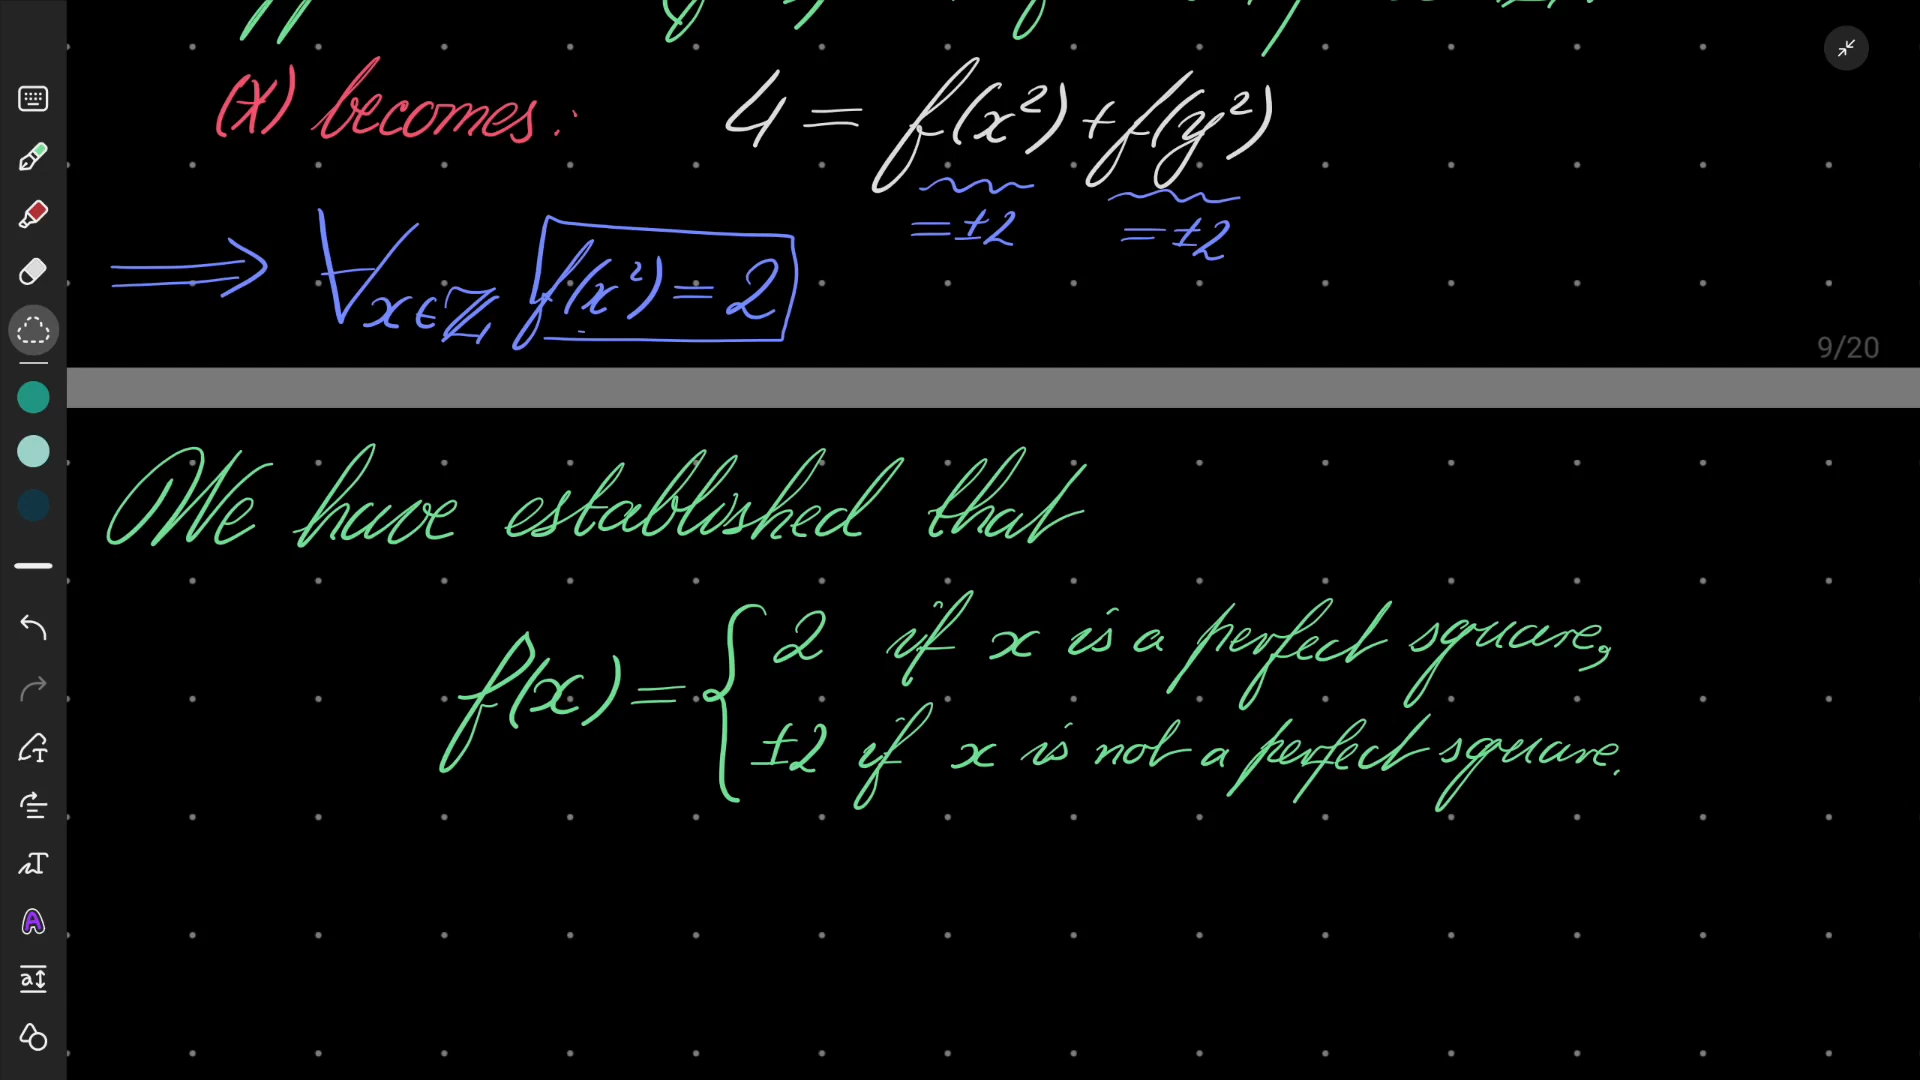 (*) becomes: 4 = f(x²) + f(y²)
= ±2 = ±2
⟹ ∀x∈ℤ f(x²) = 2
9/20
We have established that
f(x) = { 2 if x is a perfect square,
±2 if x is not a perfect square.